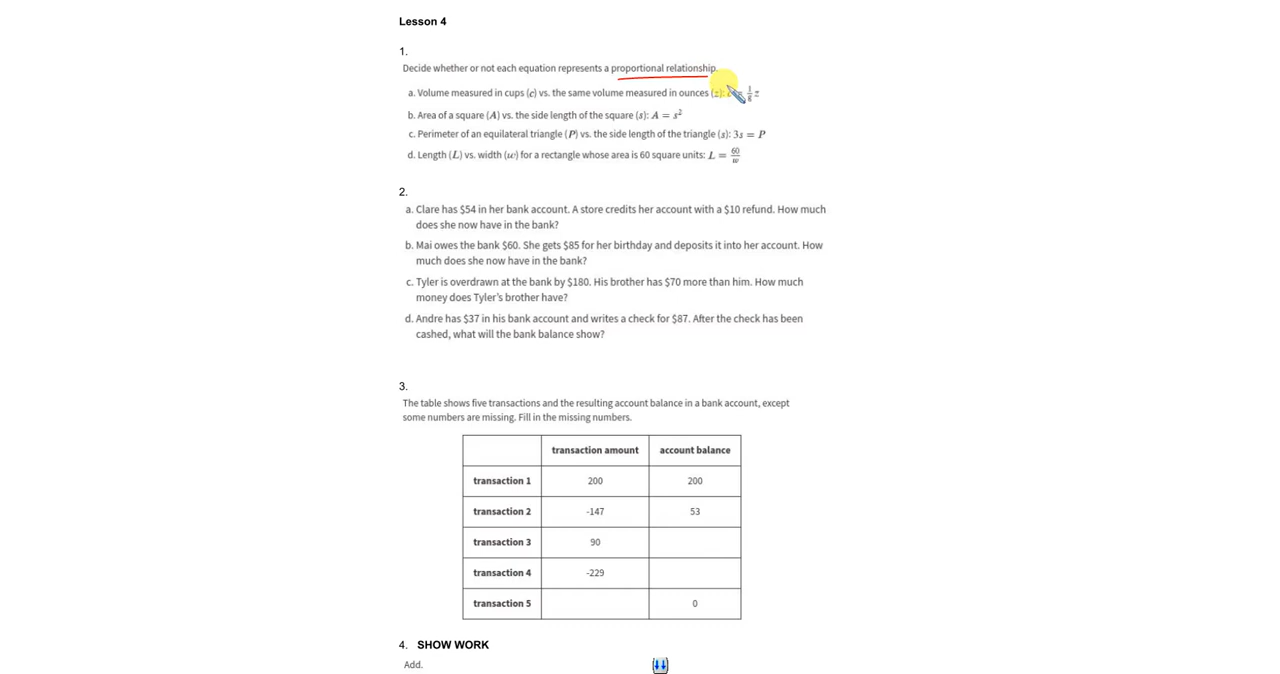 Lesson 4
1.
Decide whether or not each equation represents a proportional relationship.
a. Volume measured in cups (c) vs. the same volume measured in ounces (z): c = 1/8 z
b. Area of a square (A) vs. the side length of the square (s): A = s²
c. Perimeter of an equilateral triangle (P) vs. the side length of the triangle (s): 3s = P
d. Length (L) vs. width (w) for a rectangle whose area is 60 square units: L = 60/w
2.
a. Clare has $54 in her bank account. A store credits her account with a $10 refund. How much
does she now have in the bank?
b. Mai owes the bank $60. She gets $85 for her birthday and deposits it into her account. How
much does she now have in the bank?
c. Tyler is overdrawn at the bank by $180. His brother has $70 more than him. How much
money does Tyler's brother have?
d. Andre has $37 in his bank account and writes a check for $87. After the check has been
cashed, what will the bank balance show?
3.
The table shows five transactions and the resulting account balance in a bank account, except
some numbers are missing. Fill in the missing numbers.
transaction amount account balance
transaction 1 200 200
transaction 2 -147 53
transaction 3 90
transaction 4 -229
transaction 5 0
4. SHOW WORK
Add.